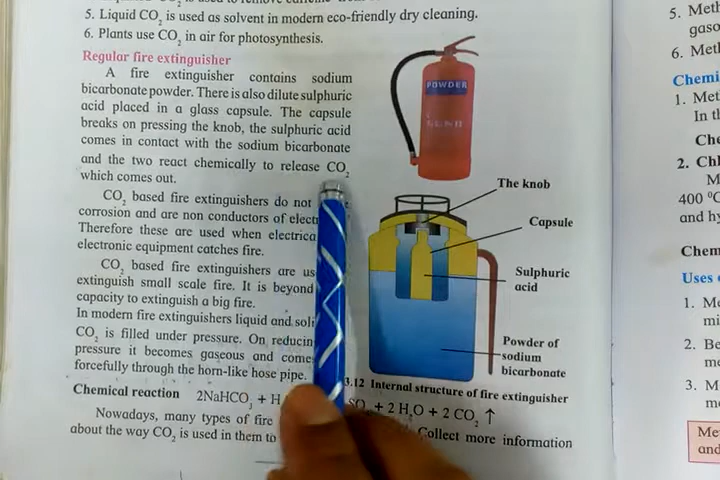 5. Liquid CO₂ is used as solvent in modern eco-friendly dry cleaning.
6. Plants use CO₂ in air for photosynthesis.
Regular fire extinguisher
A fire extinguisher contains sodium
bicarbonate powder. There is also dilute sulphuric
acid placed in a glass capsule. The capsule
breaks on pressing the knob, the sulphuric acid
comes in contact with the sodium bicarbonate
and the two react chemically to release CO₂
which comes out.
CO₂ based fire extinguishers do not
corrosion and are non conductors of
Therefore these are used when
electronic equipment catches fire.
CO₂ based fire extinguishers are
extinguish small scale fire. It is beyond
capacity to extinguish a big fire.
In modern fire extinguishers liquid and
CO₂ is filled under pressure. On
pressure it becomes gaseous and
forcefully through the horn-like hose pipe.
Chemical reaction 2NaHCO₃ + H
SO₄ + 2 H₂O + 2 CO₂ ↑
Nowadays, many types of fire
about the way CO₂ is used in them to
Collect more information
POWDER
The knob
Capsule
Sulphuric
acid
Powder of
sodium
bicarbonate
3.12 Internal structure of fire extinguisher
5. Meth
gaso
6. Meth
Chemi
1. Met
In th
Che
2. Chl
M
400 ⁰C
and hy
Chem
Uses
1. Me
mi
2. Be
me
3. M
mo
Me
and